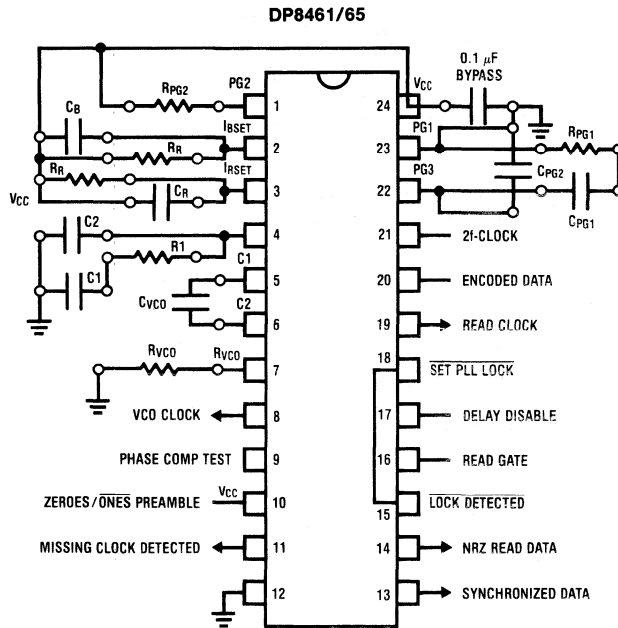 DP8461/65
0.1 μF
BYPASS
RPG2
PG2
1
24
VCC
CB
IBSET
2
23
PG1
RPG1
RR
RR
IRSET
3
22
PG3
CPG2
VCC
CR
CPG1
C2
4
21
2f-CLOCK
R1
C1
C1
5
20
ENCODED DATA
CVCO
C2
6
19
READ CLOCK
RVCO
RVCO
7
18
SET PLL LOCK
VCO CLOCK
8
17
DELAY DISABLE
PHASE COMP TEST
9
16
READ GATE
ZEROES/ONES PREAMBLE
VCC
10
15
LOCK DETECTED
MISSING CLOCK DETECTED
11
14
NRZ READ DATA
12
13
SYNCHRONIZED DATA